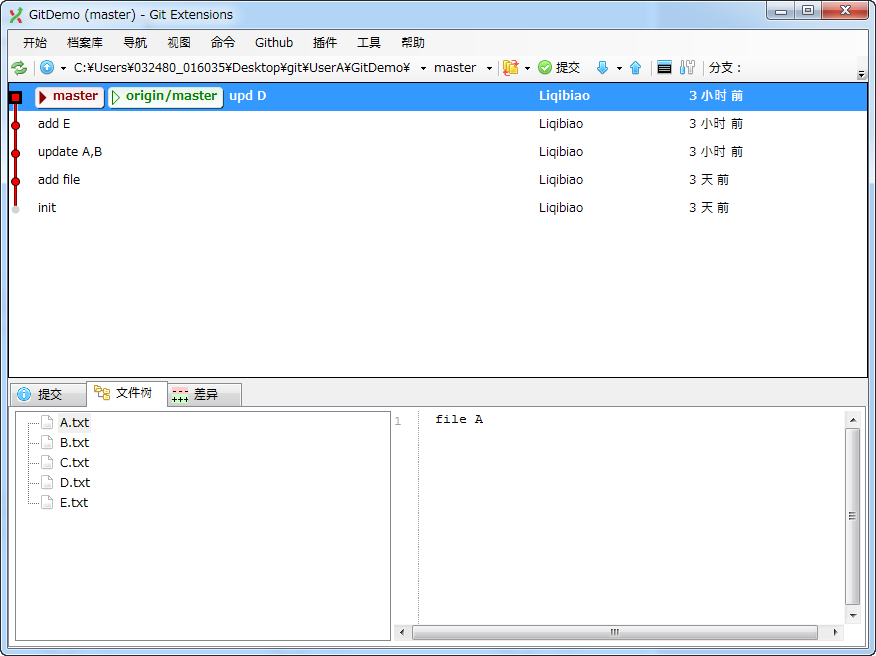 GitDemo (master) - Git Extensions
开始 档案库 导航 视图 命令 Github 插件 工具 帮助
C:¥Users¥032480_016035¥Desktop¥git¥UserA¥GitDemo¥ master 提交 分支：
master origin/master upd D Liqibiao 3 小时 前
add E Liqibiao 3 小时 前
update A,B Liqibiao 3 小时 前
add file Liqibiao 3 天 前
init Liqibiao 3 天 前
提交 文件树 差异
A.txt
B.txt
C.txt
D.txt
E.txt
1 file A